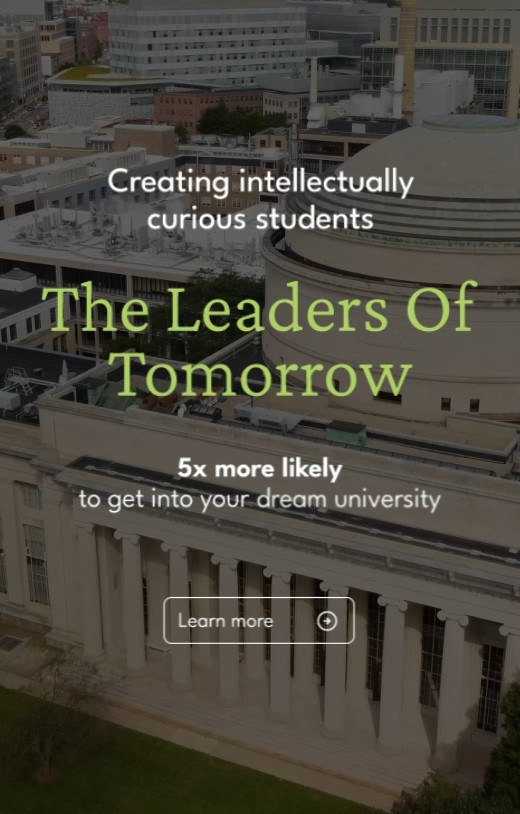 Creating intellectually
curious students
The Leaders Of
Tomorrow
5x more likely
to get into your dream university
Learn more